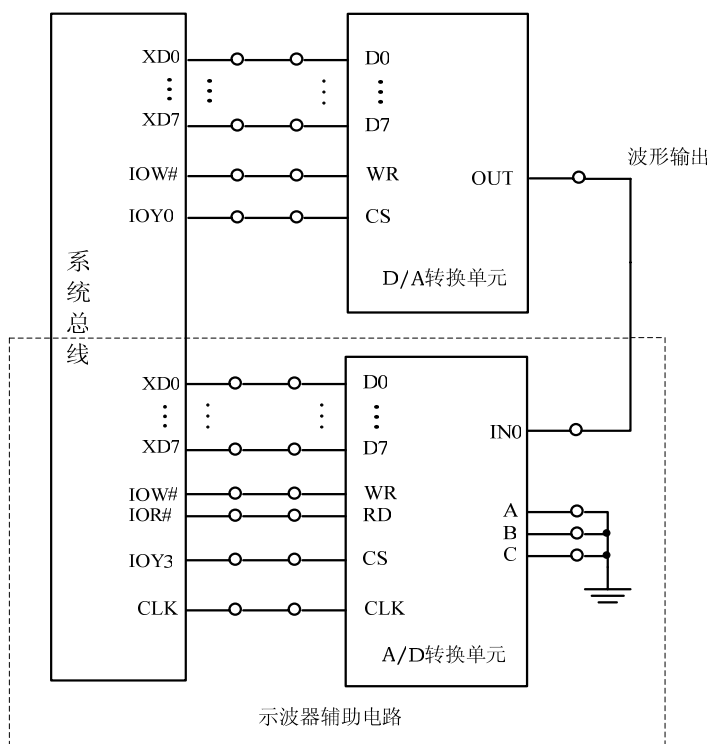 XD0 D0
XD7 D7
波形输出
IOW# WR OUT
IOY0 CS
系统总线
D/A转换单元
XD0 D0
IN0
XD7 D7
IOW# WR
IOR# RD
A
B
C
IOY3 CS
CLK CLK
A/D转换单元
示波器辅助电路